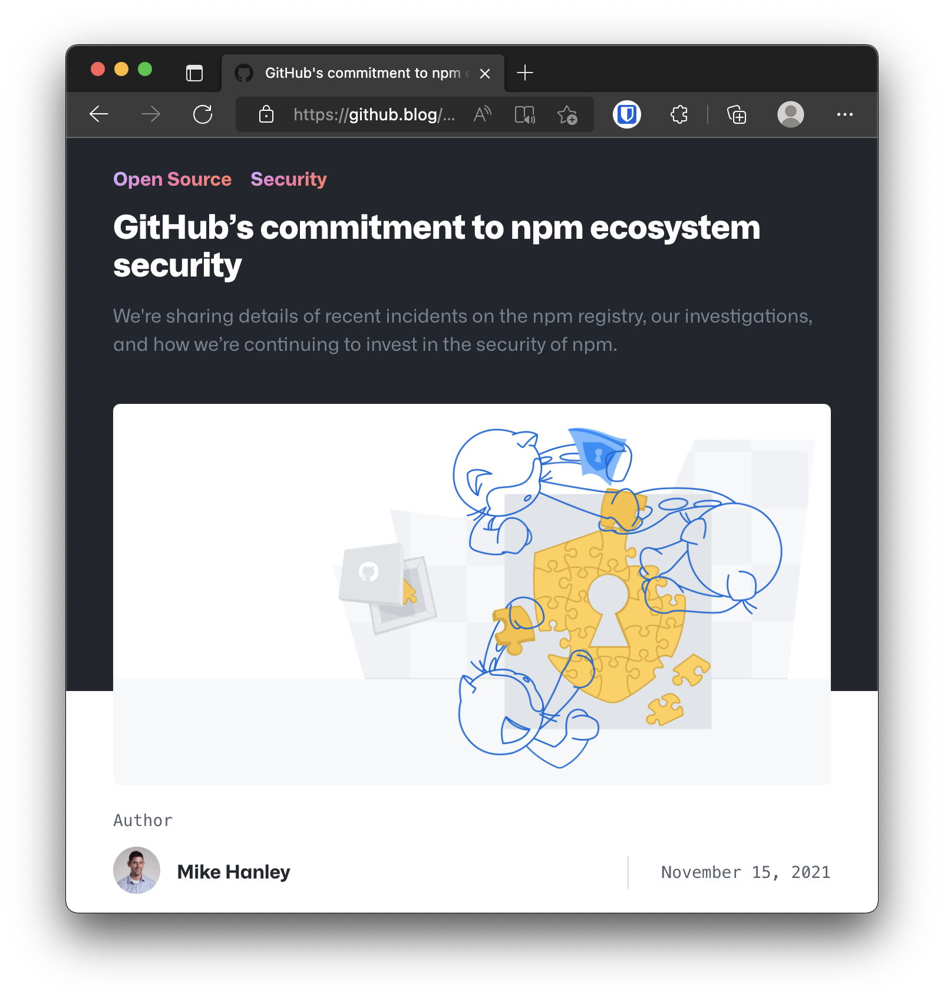 GitHub's commitment to npm
https://github.blog/...
Open Source Security
GitHub’s commitment to npm ecosystem
security
We're sharing details of recent incidents on the npm registry, our investigations,
and how we’re continuing to invest in the security of npm.
Author
Mike Hanley
November 15, 2021